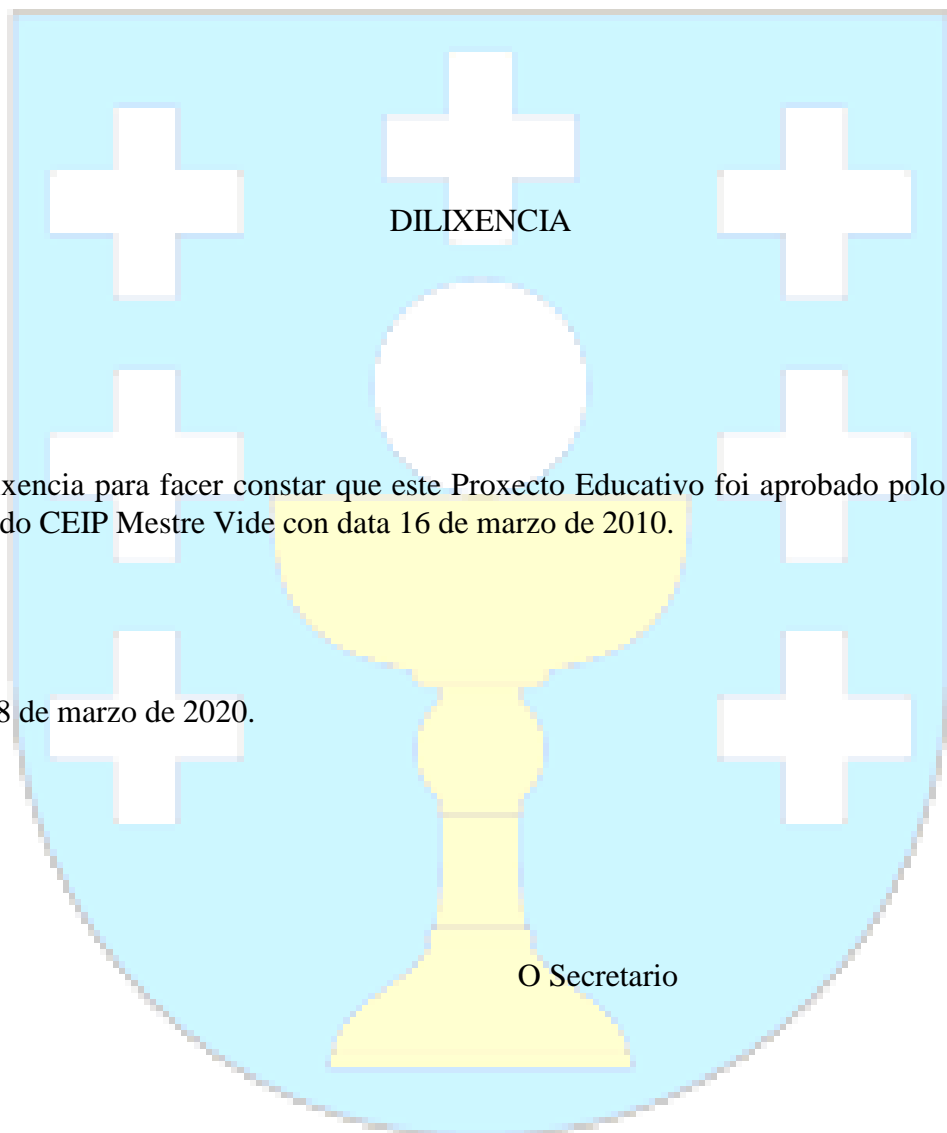 DILIXENCIA
xencia para facer constar que este Proxecto Educativo foi aprobado polo
do CEIP Mestre Vide con data 16 de marzo de 2010.
8 de marzo de 2020.
O Secretario